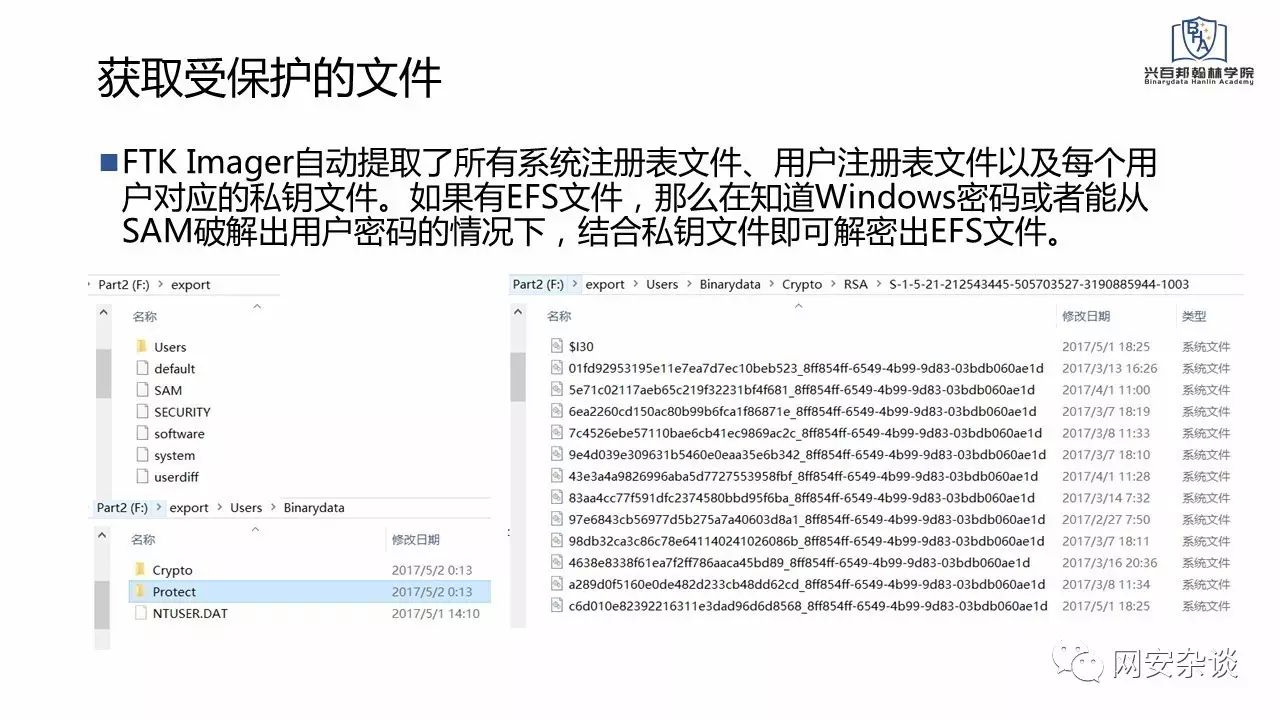 兴百邦翰林学院
Binarydata Hanlin Academy
获取受保护的文件
FTK Imager自动提取了所有系统注册表文件、用户注册表文件以及每个用
户对应的私钥文件。如果有EFS文件，那么在知道Windows密码或者能从
SAM破解出用户密码的情况下，结合私钥文件即可解密出EFS文件。
Part2 (F:) > export
名称
Users
default
SAM
SECURITY
software
system
userdiff
Part2 (F:) > export > Users > Binarydata
名称 修改日期
Crypto 2017/5/2 0:13
Protect 2017/5/2 0:13
NTUSER.DAT 2017/5/1 14:10
Part2 (F:) > export > Users > Binarydata > Crypto > RSA > S-1-5-21-212543445-505703527-3190885944-1003
名称 修改日期 类型
$I30 2017/5/1 18:25 系统文件
01fd92953195e11e7ea7d7ec10beb523_8ff854ff-6549-4b99-9d83-03bdb060ae1d 2017/3/13 16:26 系统文件
5e71c02117aeb65c219f32231bf4f681_8ff854ff-6549-4b99-9d83-03bdb060ae1d 2017/4/1 11:00 系统文件
6ea2260cd150ac80b99b6fca1f86871e_8ff854ff-6549-4b99-9d83-03bdb060ae1d 2017/3/7 18:19 系统文件
7c4526ebe57110bae6cb41ec9869ac2c_8ff854ff-6549-4b99-9d83-03bdb060ae1d 2017/3/8 11:33 系统文件
9e4d039e309631b5460e0eaa35e6b342_8ff854ff-6549-4b99-9d83-03bdb060ae1d 2017/3/7 18:10 系统文件
43e3a4a9826996aba5d7727553958fbf_8ff854ff-6549-4b99-9d83-03bdb060ae1d 2017/4/1 11:28 系统文件
83aa4cc77f591dfc2374580bbd95f6ba_8ff854ff-6549-4b99-9d83-03bdb060ae1d 2017/3/14 7:32 系统文件
97e6843cb56977d5b275a7a40603d8a1_8ff854ff-6549-4b99-9d83-03bdb060ae1d 2017/2/27 7:50 系统文件
98db32ca3c86c78e641140241026086b_8ff854ff-6549-4b99-9d83-03bdb060ae1d 2017/3/7 18:11 系统文件
4638e8338f61ea7f2ff786aaca45bd89_8ff854ff-6549-4b99-9d83-03bdb060ae1d 2017/3/16 20:36 系统文件
a289d0f5160e0de482d233cb48dd62cd_8ff854ff-6549-4b99-9d83-03bdb060ae1d 2017/3/8 11:34 系统文件
c6d010e82392216311e3dad96d6d8568_8ff854ff-6549-4b99-9d83-03bdb060ae1d 2017/5/1 18:25 系统文件
网安杂谈